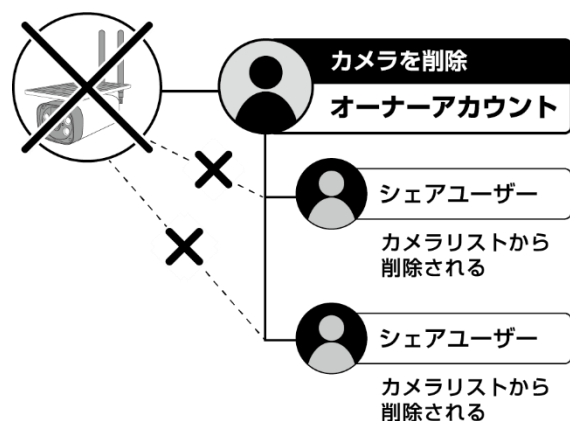 カメラを削除
オーナーアカウント
シェアユーザー
カメラリストから
削除される
シェアユーザー
カメラリストから
削除される